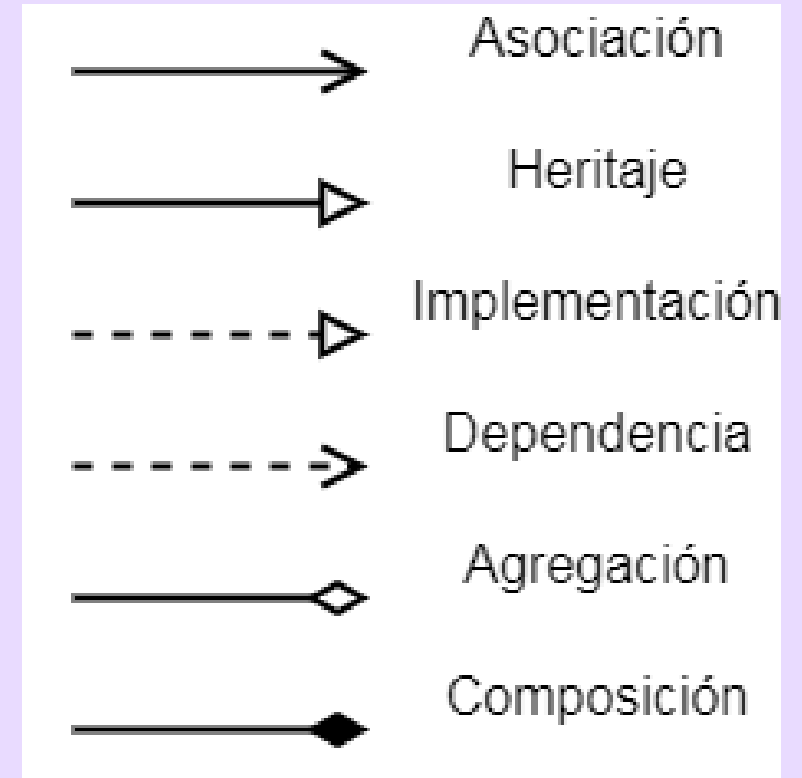 Asociación
Heritaje
Implementación
Dependencia
Agregación
Composición